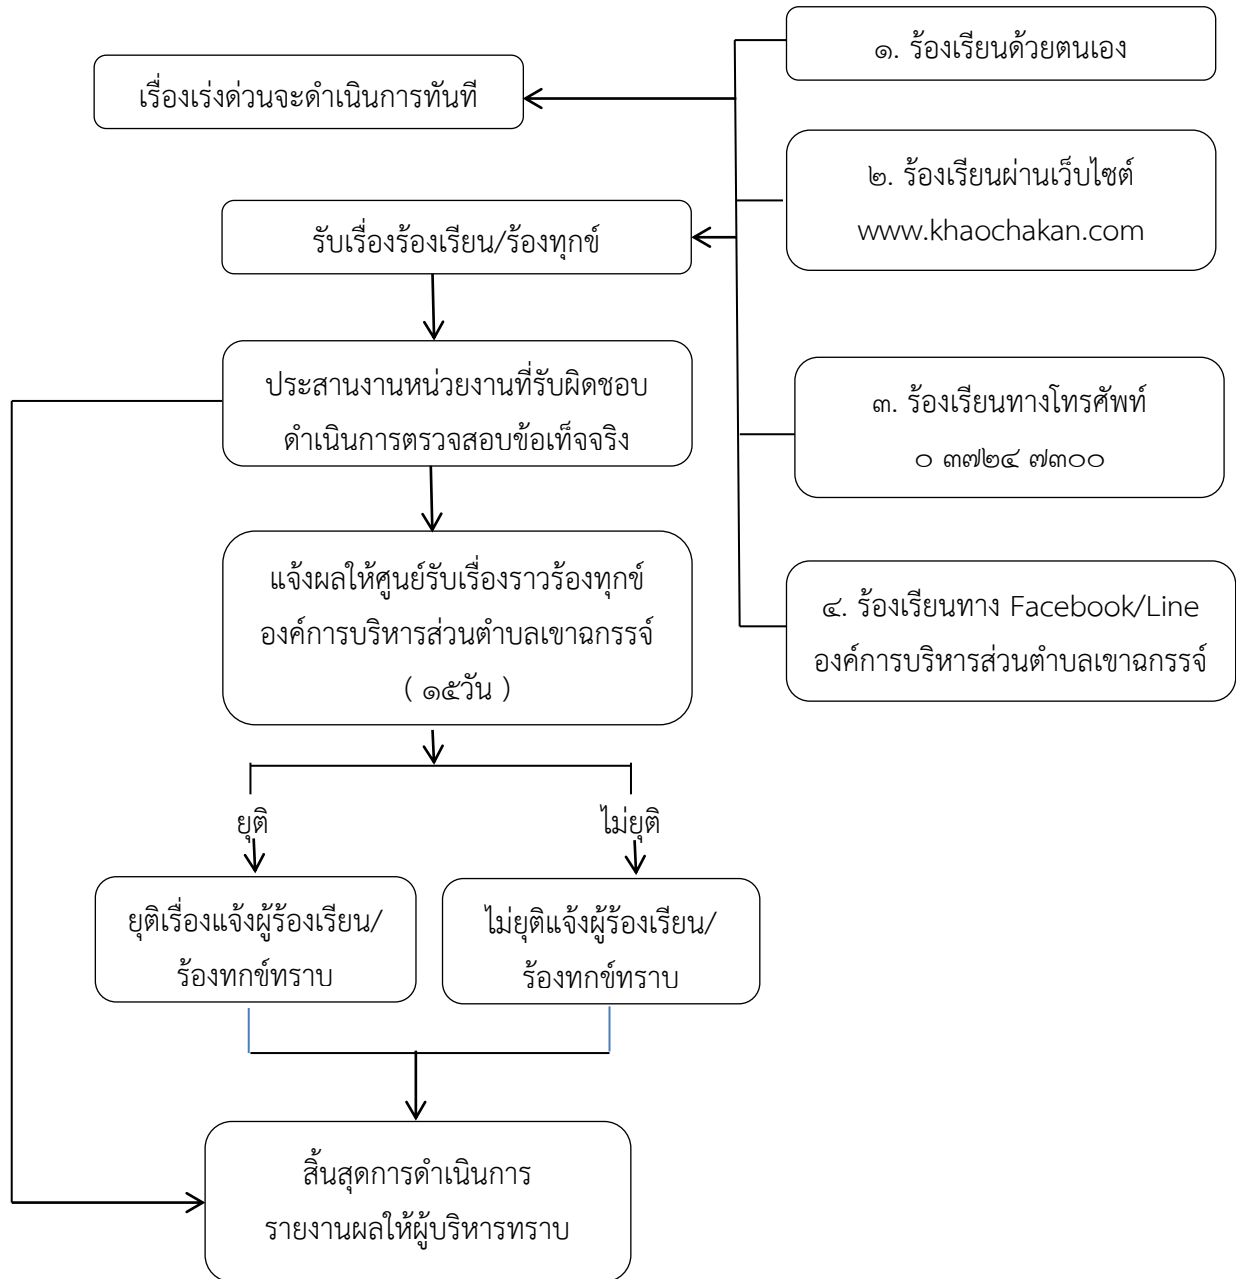 ๑. ร้องเรียนด้วยตนเอง
เรื่องเร่งด่วนจะดำเนินการทันที
๒. ร้องเรียนผ่านเว็บไซต์
www.khaochakan.com
รับเรื่องร้องเรียน/ร้องทุกข์
ประสานงานหน่วยงานที่รับผิดชอบ
ดำเนินการตรวจสอบข้อเท็จจริง
๓. ร้องเรียนทางโทรศัพท์
๐ ๓๗๒๔ ๗๓๐๐
แจ้งผลให้ศูนย์รับเรื่องราวร้องทุกข์
องค์การบริหารส่วนตำบลเขาฉกรรจ์
( ๑๕วัน )
๔. ร้องเรียนทาง Facebook/Line
องค์การบริหารส่วนตำบลเขาฉกรรจ์
ยุติ
ไม่ยุติ
ยุติเรื่องแจ้งผู้ร้องเรียน/
ร้องทกข์ทราบ
ไม่ยุติแจ้งผู้ร้องเรียน/
ร้องทกข์ทราบ
สิ้นสุดการดำเนินการ
รายงานผลให้ผู้บริหารทราบ